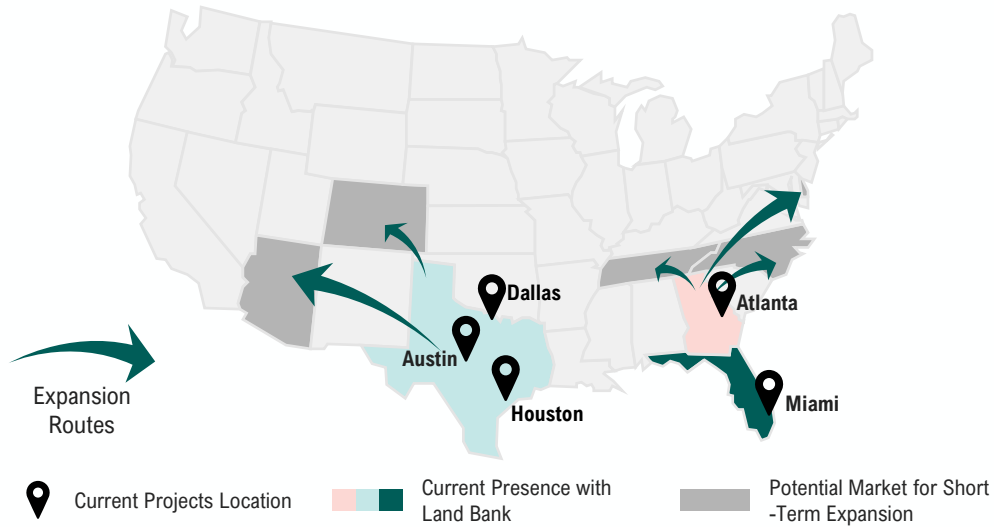 Dallas
Atlanta
Austin
Houston
Miami
Expansion
Routes
Current Projects Location
Current Presence with
Land Bank
Potential Market for Short
-Term Expansion